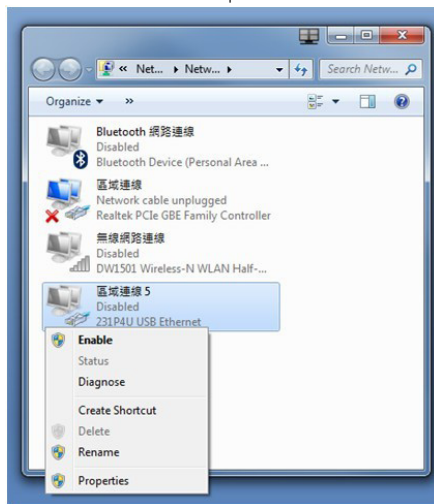 « Net... ▸ Netw... ▸
Search Netw...
Organize ▾ »
Bluetooth 網路連線
Disabled
Bluetooth Device (Personal Area ...
區域連線
Network cable unplugged
Realtek PCIe GBE Family Controller
無線網路連線
Disabled
DW1501 Wireless-N WLAN Half-...
區域連線 5
Disabled
231P4U USB Ethernet
Enable
Status
Diagnose
Create Shortcut
Delete
Rename
Properties